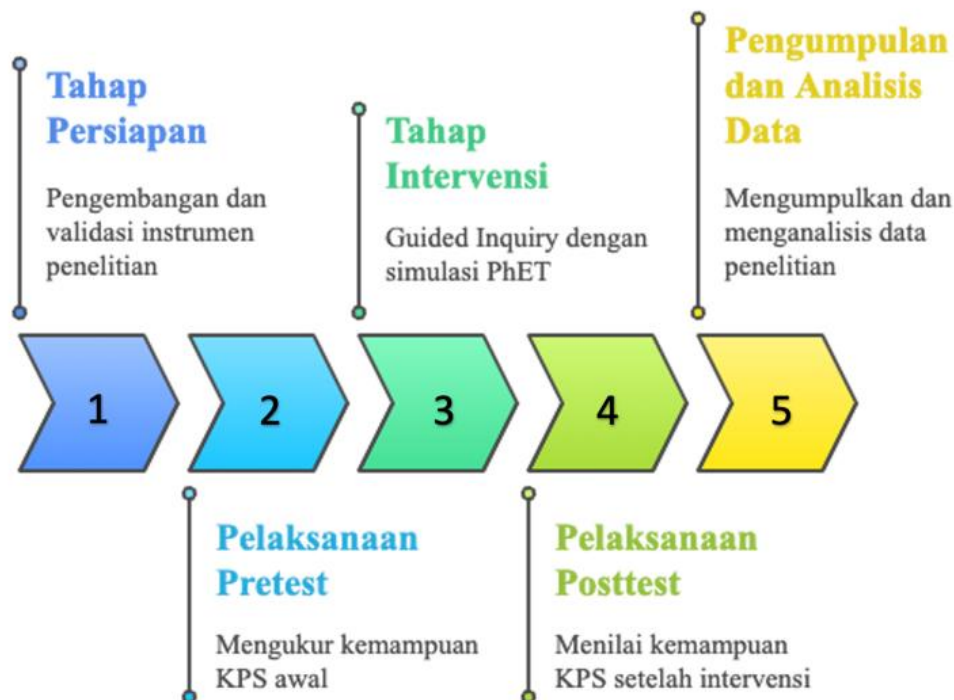 Tahap
Persiapan
Pengembangan dan
validasi instrumen
penelitian
Tahap
Intervensi
Guided Inquiry dengan
simulasi PhET
Pengumpulan
dan Analisis
Data
Mengumpulkan dan
menganalisis data
penelitian
1
2
3
4
5
Pelaksanaan
Pretest
Mengukur kemampuan
KPS awal
Pelaksanaan
Posttest
Menilai kemampuan
KPS setelah intervensi